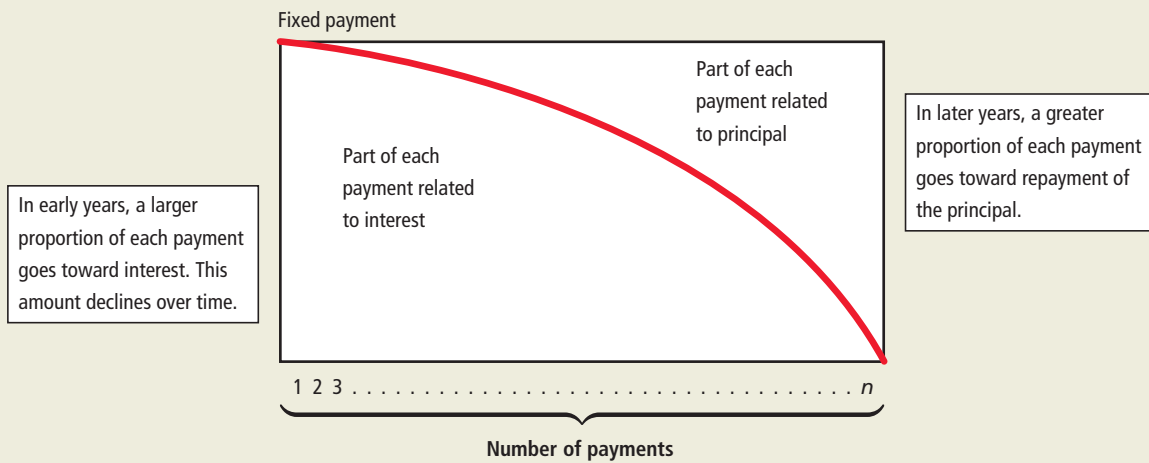 Fixed payment
Part of each
payment related
to principal
Part of each
payment related
to interest
In early years, a larger
proportion of each payment
goes toward interest. This
amount declines over time.
In later years, a greater
proportion of each payment
goes toward repayment of
the principal.
1 2 3 . . . . . . . . . . . . . . . . . . . . . . . . . . . . . . . . . . . n
Number of payments